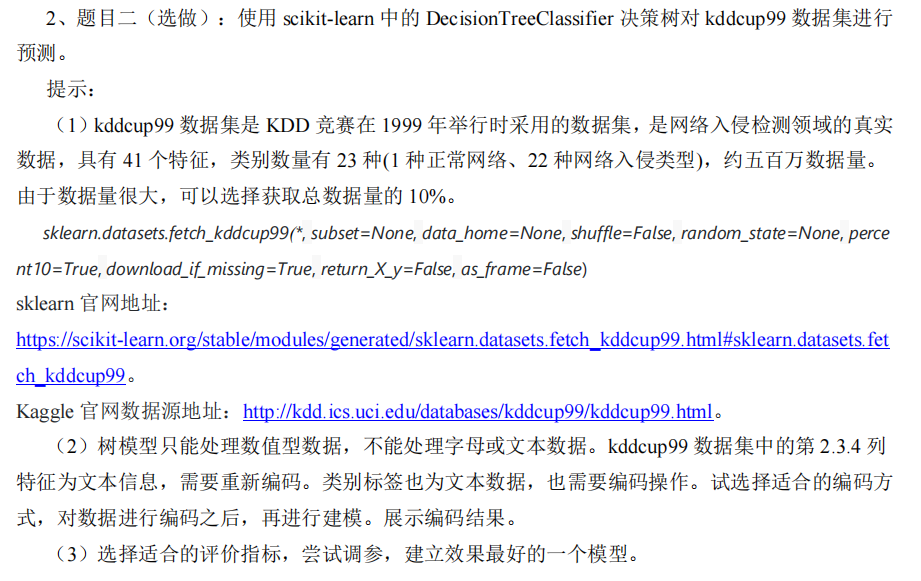 2、题目二（选做）：使用 scikit-learn 中的 DecisionTreeClassifier 决策树对 kddcup99 数据集进行
预测。
提示：
（1）kddcup99 数据集是 KDD 竞赛在 1999 年举行时采用的数据集，是网络入侵检测领域的真实
数据，具有 41 个特征，类别数量有 23 种(1 种正常网络、22 种网络入侵类型)，约五百万数据量。
由于数据量很大，可以选择获取总数据量的 10%。
sklearn.datasets.fetch_kddcup99(*, subset=None, data_home=None, shuffle=False, random_state=None, perce
nt10=True, download_if_missing=True, return_X_y=False, as_frame=False)
sklearn 官网地址：
https://scikit-learn.org/stable/modules/generated/sklearn.datasets.fetch_kddcup99.html#sklearn.datasets.fet
ch_kddcup99。
Kaggle 官网数据源地址：http://kdd.ics.uci.edu/databases/kddcup99/kddcup99.html。
（2）树模型只能处理数值型数据，不能处理字母或文本数据。kddcup99 数据集中的第 2.3.4 列
特征为文本信息，需要重新编码。类别标签也为文本数据，也需要编码操作。试选择适合的编码方
式，对数据进行编码之后，再进行建模。展示编码结果。
（3）选择适合的评价指标，尝试调参，建立效果最好的一个模型。